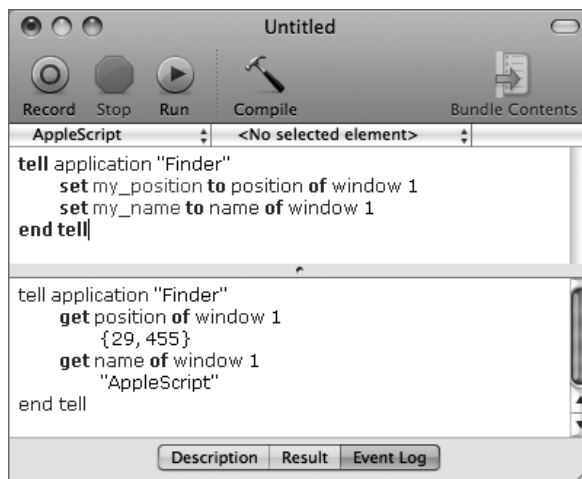 Untitled
Record Stop Run Compile Bundle Contents
AppleScript <No selected element>
tell application "Finder"
set my_position to position of window 1
set my_name to name of window 1
end tell
tell application "Finder"
get position of window 1
{29, 455}
get name of window 1
"AppleScript"
end tell
Description Result Event Log